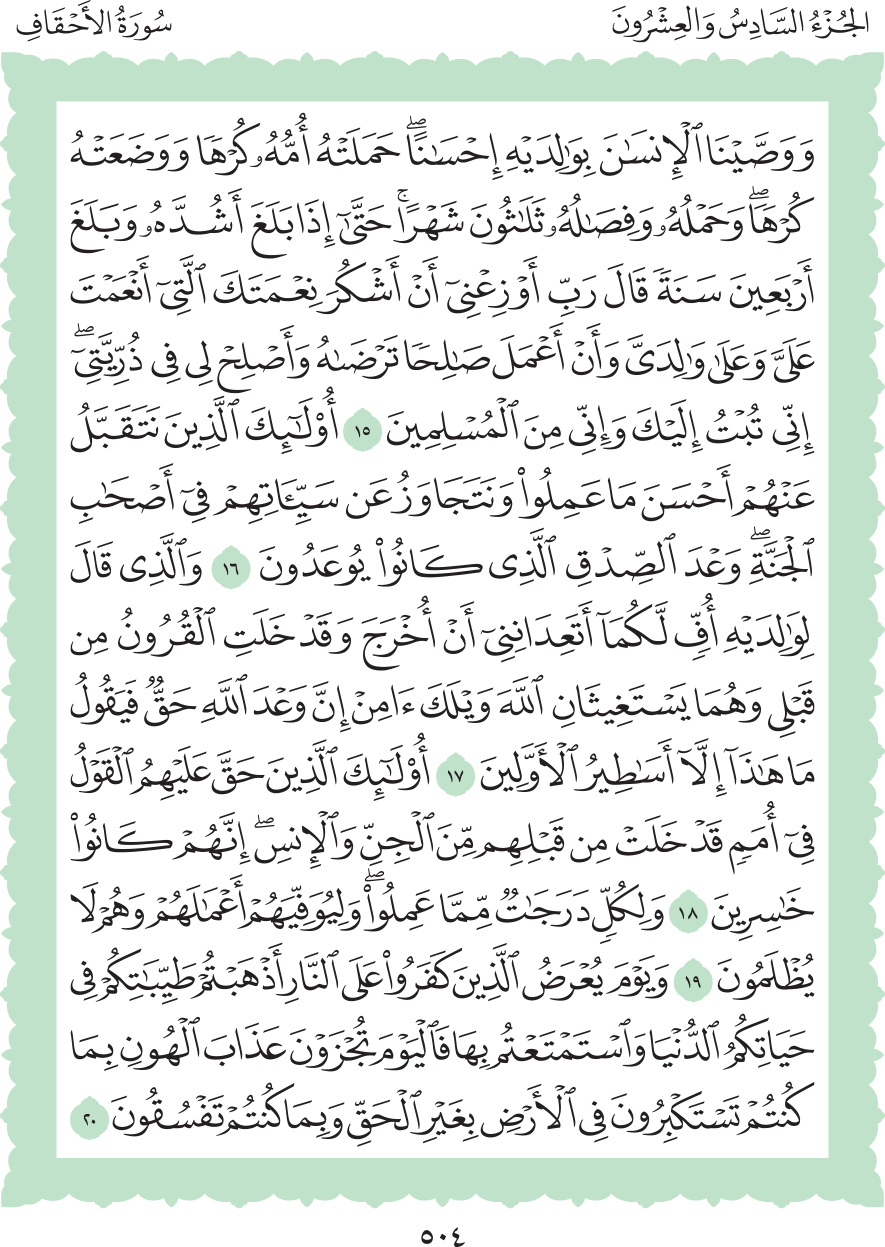 الجُزْءُ السَّادِسُ وَالعِشْرُونَ
سُورَةُ الأَحْقَافِ
وَوَصَّيْنَا ٱلْإِنسَٰنَ بِوَٰلِدَيْهِ إِحْسَٰنًاۖ حَمَلَتْهُ أُمُّهُۥ كُرْهًا وَوَضَعَتْهُ
كُرْهًاۖ وَحَمْلُهُۥ وَفِصَٰلُهُۥ ثَلَٰثُونَ شَهْرًاۚ حَتَّىٰٓ إِذَا بَلَغَ أَشُدَّهُۥ وَبَلَغَ
أَرْبَعِينَ سَنَةً قَالَ رَبِّ أَوْزِعْنِىٓ أَنْ أَشْكُرَ نِعْمَتَكَ ٱلَّتِىٓ أَنْعَمْتَ
عَلَىَّ وَعَلَىٰ وَٰلِدَىَّ وَأَنْ أَعْمَلَ صَٰلِحًا تَرْضَىٰهُ وَأَصْلِحْ لِى فِى ذُرِّيَّتِىٓۖ
إِنِّى تُبْتُ إِلَيْكَ وَإِنِّى مِنَ ٱلْمُسْلِمِينَ ١٥ أُو۟لَٰٓئِكَ ٱلَّذِينَ نَتَقَبَّلُ
عَنْهُمْ أَحْسَنَ مَا عَمِلُوا۟ وَنَتَجَاوَزُ عَن سَيِّـَٔاتِهِمْ فِىٓ أَصْحَٰبِ
ٱلْجَنَّةِۖ وَعْدَ ٱلصِّدْقِ ٱلَّذِى كَانُوا۟ يُوعَدُونَ ١٦ وَٱلَّذِى قَالَ
لِوَٰلِدَيْهِ أُفٍّ لَّكُمَآ أَتَعِدَانِنِىٓ أَنْ أُخْرَجَ وَقَدْ خَلَتِ ٱلْقُرُونُ مِن
قَبْلِى وَهُمَا يَسْتَغِيثَانِ ٱللَّهَ وَيْلَكَ ءَامِنْ إِنَّ وَعْدَ ٱللَّهِ حَقٌّ فَيَقُولُ
مَا هَٰذَآ إِلَّآ أَسَٰطِيرُ ٱلْأَوَّلِينَ ١٧ أُو۟لَٰٓئِكَ ٱلَّذِينَ حَقَّ عَلَيْهِمُ ٱلْقَوْلُ
فِىٓ أُمَمٍ قَدْ خَلَتْ مِن قَبْلِهِم مِّنَ ٱلْجِنِّ وَٱلْإِنسِۖ إِنَّهُمْ كَانُوا۟
خَٰسِرِينَ ١٨ وَلِكُلٍّ دَرَجَٰتٌ مِّمَّا عَمِلُوا۟ۖ وَلِيُوَفِّيَهُمْ أَعْمَٰلَهُمْ وَهُمْ لَا
يُظْلَمُونَ ١٩ وَيَوْمَ يُعْرَضُ ٱلَّذِينَ كَفَرُوا۟ عَلَى ٱلنَّارِ أَذْهَبْتُمْ طَيِّبَٰتِكُمْ فِى
حَيَاتِكُمُ ٱلدُّنْيَا وَٱسْتَمْتَعْتُم بِهَا فَٱلْيَوْمَ تُجْزَوْنَ عَذَابَ ٱلْهُونِ بِمَا
كُنتُمْ تَسْتَكْبِرُونَ فِى ٱلْأَرْضِ بِغَيْرِ ٱلْحَقِّ وَبِمَا كُنتُمْ تَفْسُقُونَ ٢٠
٥٠٤